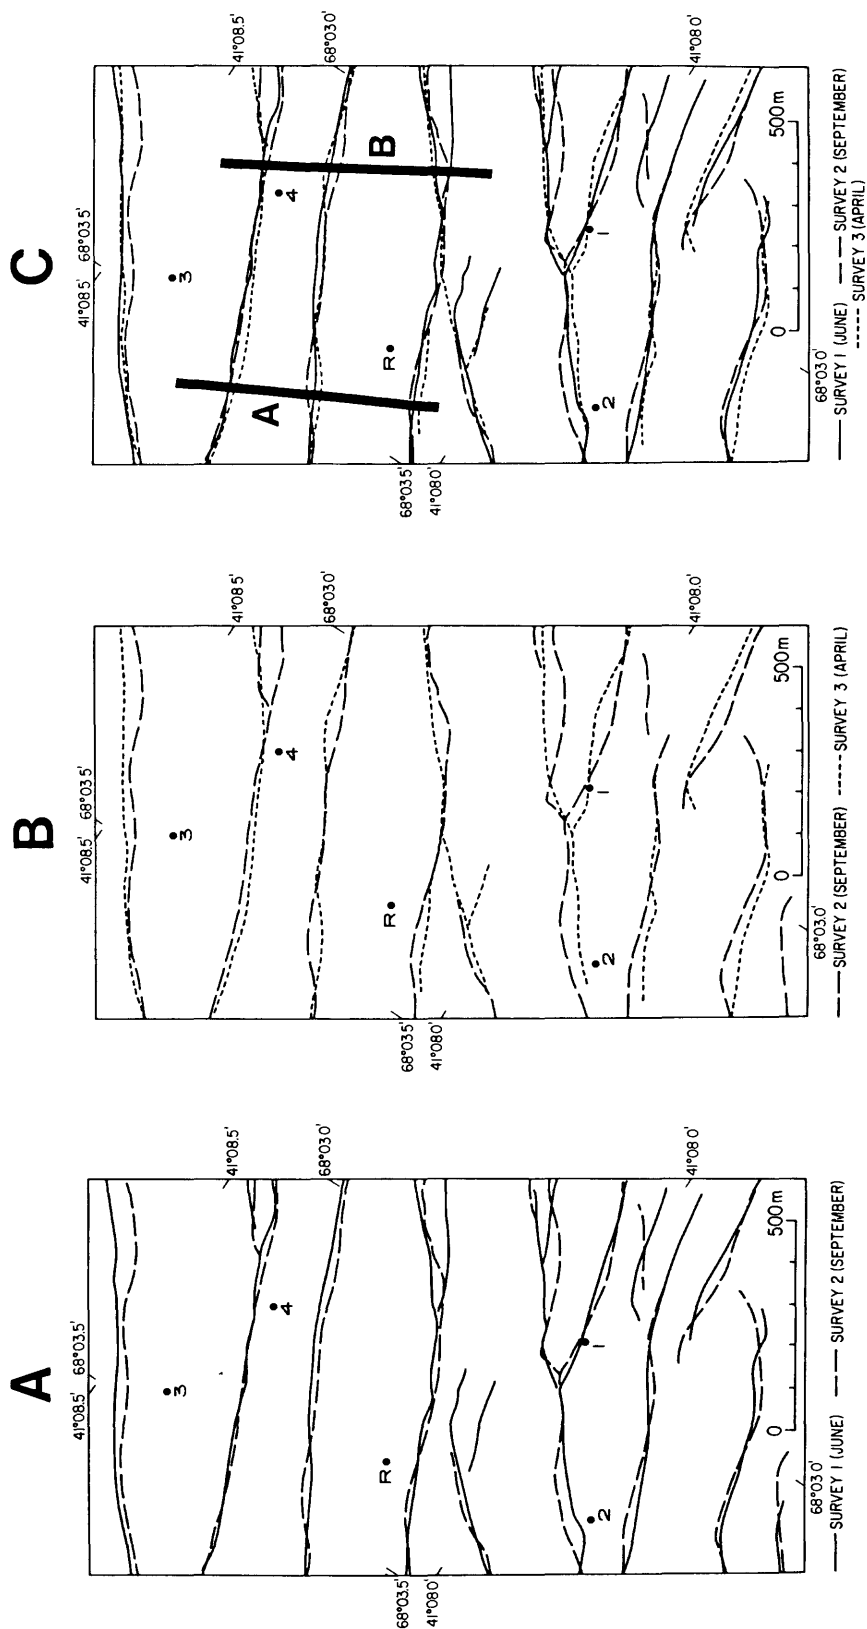 A
68°03.5'
41°08.5'
41°08.5'
3
4
68°03.0'
R
68°03.5'
41°08.0'
1
2
41°08.0'
0
500m
68°03.0'
SURVEY 1 (JUNE) SURVEY 2 (SEPTEMBER)
B
68°03.5'
41°08.5'
41°08.5'
3
4
68°03.0'
R
68°03.5'
41°08.0'
1
2
41°08.0'
0
500m
68°03.0'
SURVEY 2 (SEPTEMBER) SURVEY 3 (APRIL)
C
68°03.5'
41°08.5'
41°08.5'
3
4
68°03.0'
A
B
R
68°03.5'
41°08.0'
1
2
41°08.0'
0
500m
68°03.0'
SURVEY 1 (JUNE) SURVEY 2 (SEPTEMBER)
SURVEY 3 (APRIL)